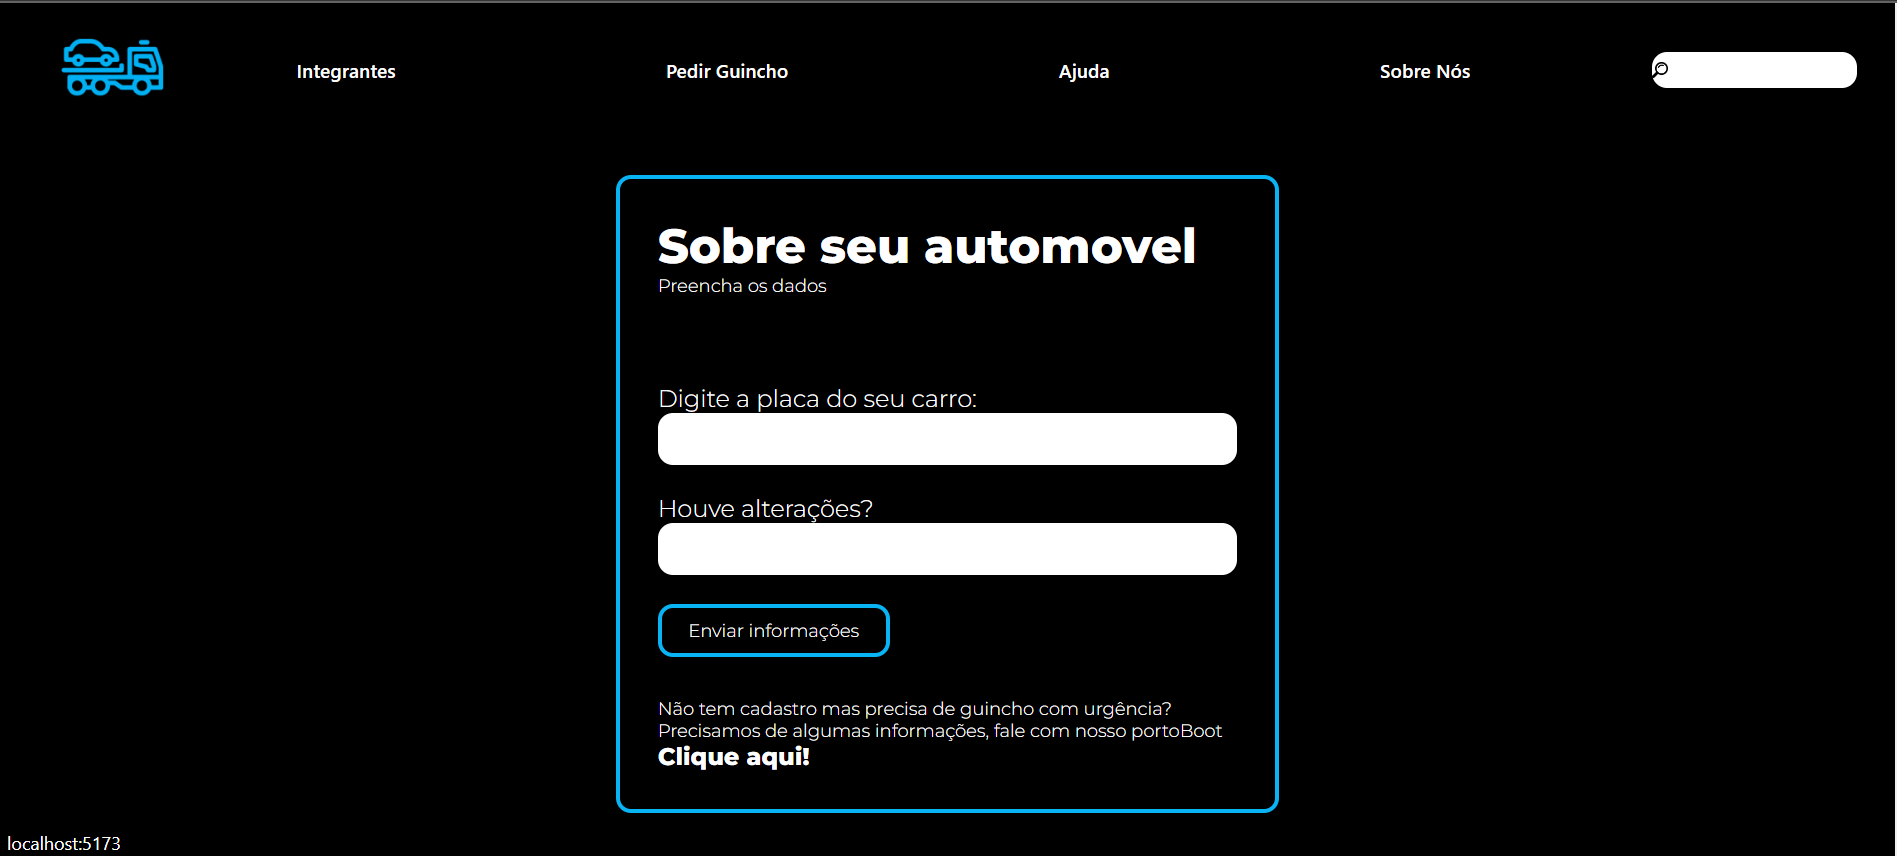 Integrantes
Pedir Guincho
Ajuda
Sobre Nós
Sobre seu automovel
Preencha os dados
Digite a placa do seu carro:
Houve alterações?
Enviar informações
Não tem cadastro mas precisa de guincho com urgência?
Precisamos de algumas informações, fale com nosso portoBoot
Clique aqui!
localhost:5173